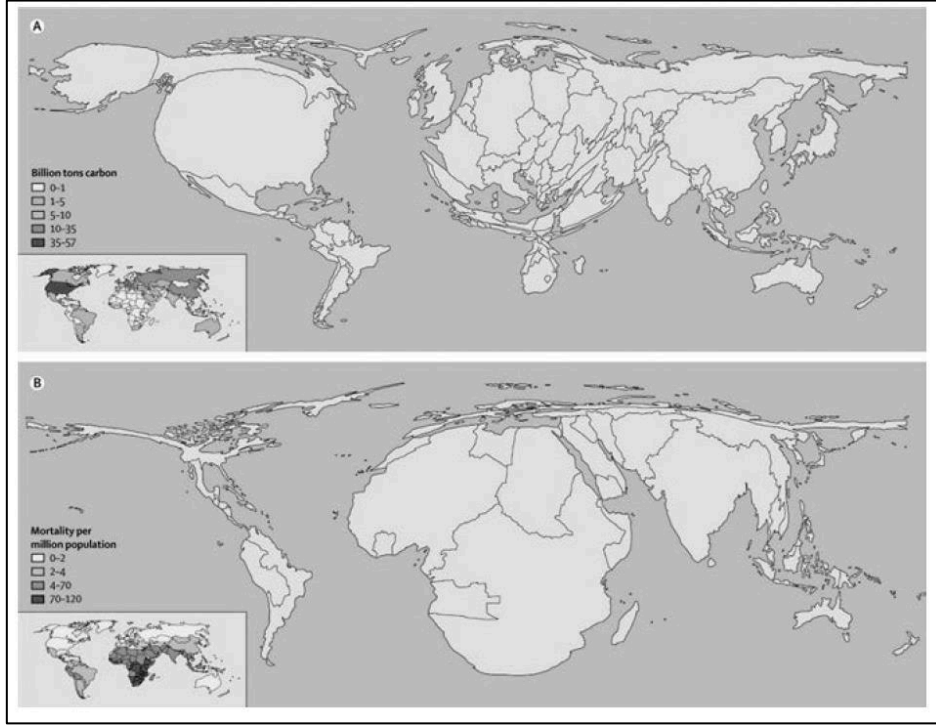 A
Billion tons carbon
0–1
1–5
5–10
10–35
35–57
B
Mortality per
million population
0–2
2–4
4–70
70–120